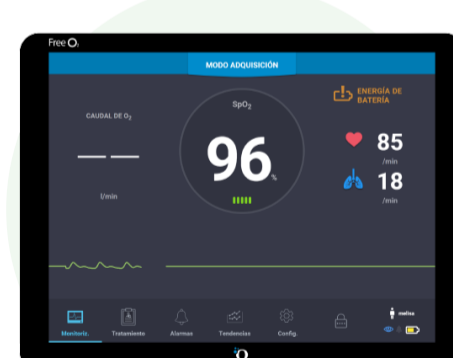 Free O₂
MODO ADQUISICIÓN
ENERGÍA DE
BATERÍA
SpO₂
CAUDAL DE O₂
96 %
85
/min
18
/min
— —
l/min
melisa
Monitoriz.
Tratamiento
Alarmas
Tendencias
Config.
O